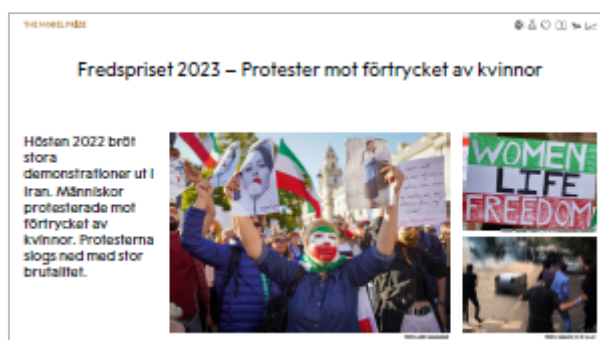 THE NOBEL PRIZE
Fredspriset 2023 – Protester mot förtrycket av kvinnor
Hösten 2022 bröt
stora
demonstrationer ut i
Iran. Människor
protesterade mot
förtrycket av
kvinnor. Protesterna
slogs ned med stor
brutalitet.
WOMEN
LIFE
FREEDOM